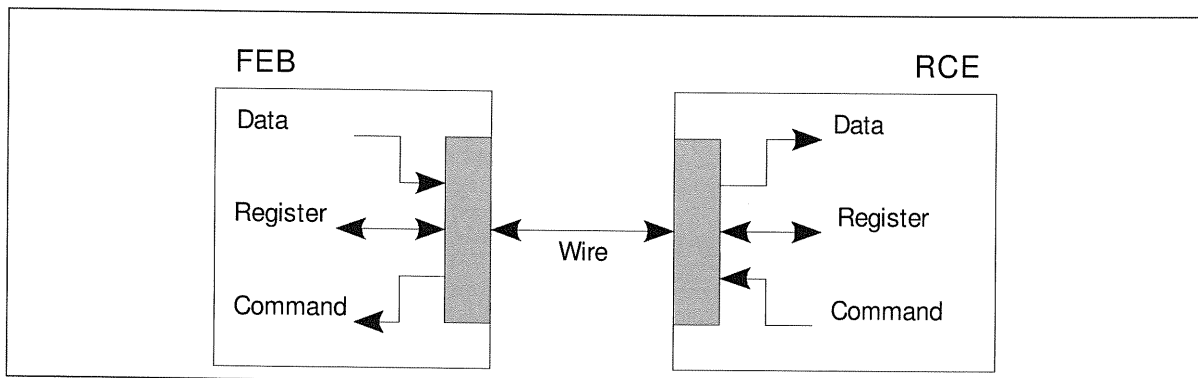 FEB
RCE
Data
Data
Register
Register
Wire
Command
Command